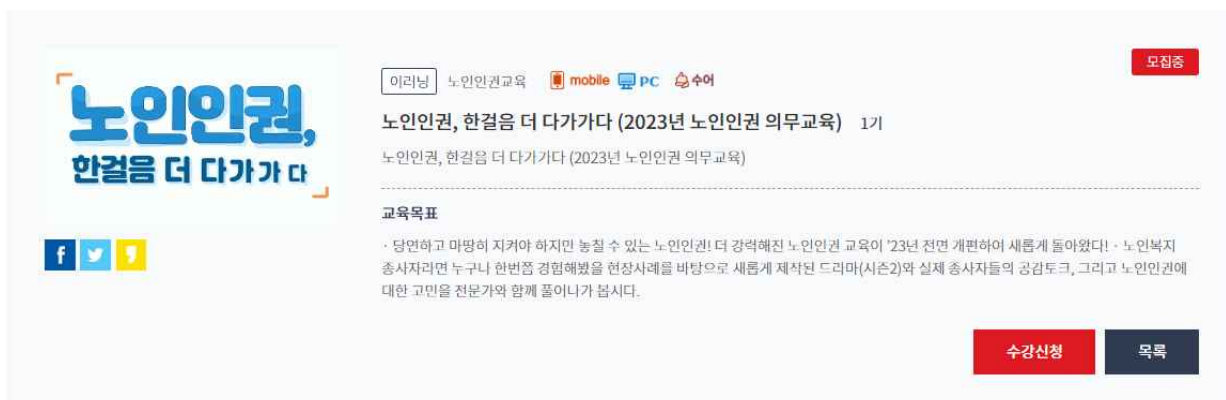 노인인권,
한걸음 더 다가가다
f
이러닝 노인인권교육 mobile PC 수어
모집중
노인인권, 한걸음 더 다가가다 (2023년 노인인권 의무교육) 1기
노인인권, 한걸음 더 다가가다 (2023년 노인인권 의무교육)
교육목표
· 당연하고 마땅히 지켜야 하지만 놓칠 수 있는 노인인권! 더 강력해진 노인인권 교육이 '23년 전면 개편하여 새롭게 돌아왔다! · 노인복지
종사자라면 누구나 한번쯤 경험해봤을 현장사례를 바탕으로 새롭게 제작된 드라마(시즌2)와 실제 종사자들의 공감토크, 그리고 노인인권에
대한 고민을 전문가와 함께 풀어나가 봅시다.
수강신청 목록